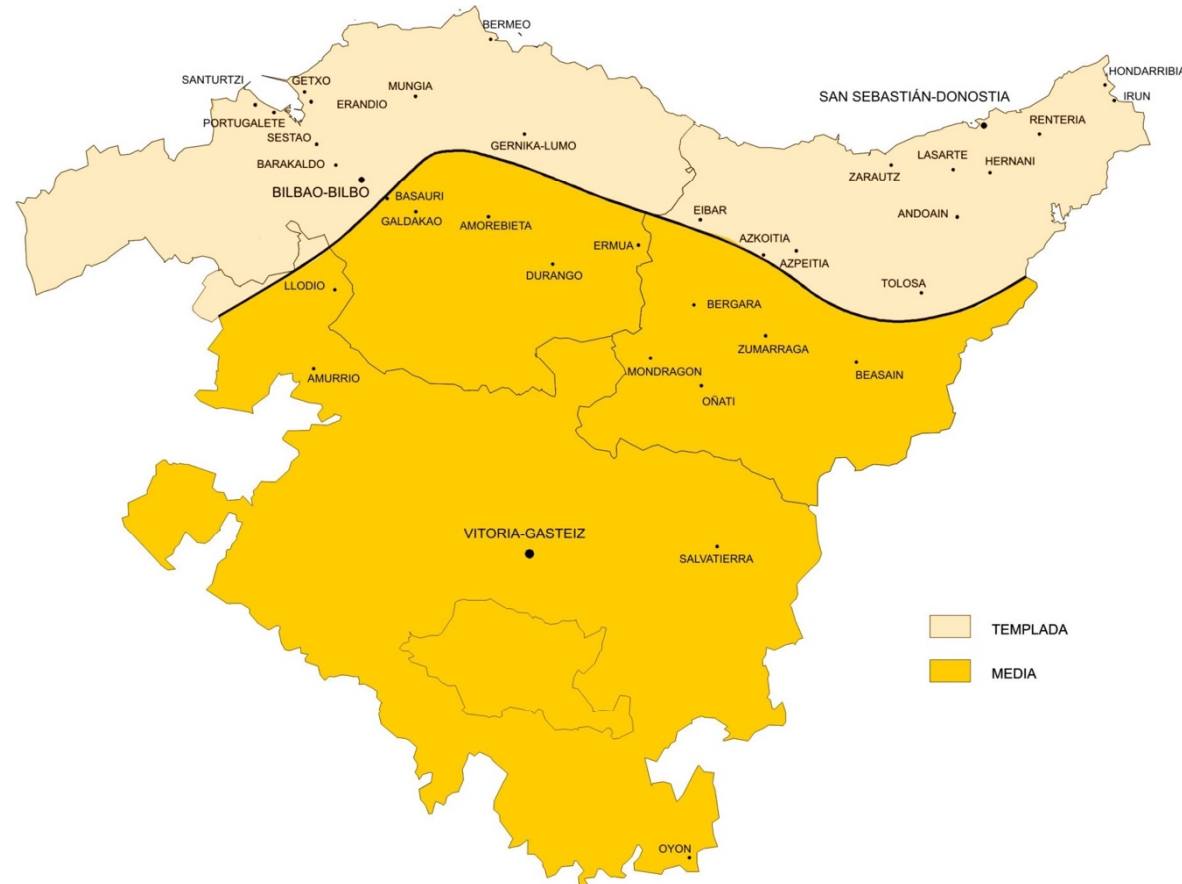 BERMEO
SANTURTZI
GETXO
MUNGIA
ERANDIO
PORTUGALETE
SESTAO
GERNIKA-LUMO
BARAKALDO
BILBAO-BILBO
BASAURI
GALDAKAO
AMOREBIETA
ERMUA
DURANGO
LLODIO
AMURRIO
HONDARRIBIA
IRUN
SAN SEBASTIÁN-DONOSTIA
RENTERIA
LASARTE
HERNANI
ZARAUTZ
ANDOAIN
EIBAR
AZKOITIA
AZPEITIA
TOLOSA
BERGARA
ZUMARRAGA
MONDRAGON
BEASAIN
OÑATI
VITORIA-GASTEIZ
SALVATIERRA
TEMPLADA
MEDIA
OYON